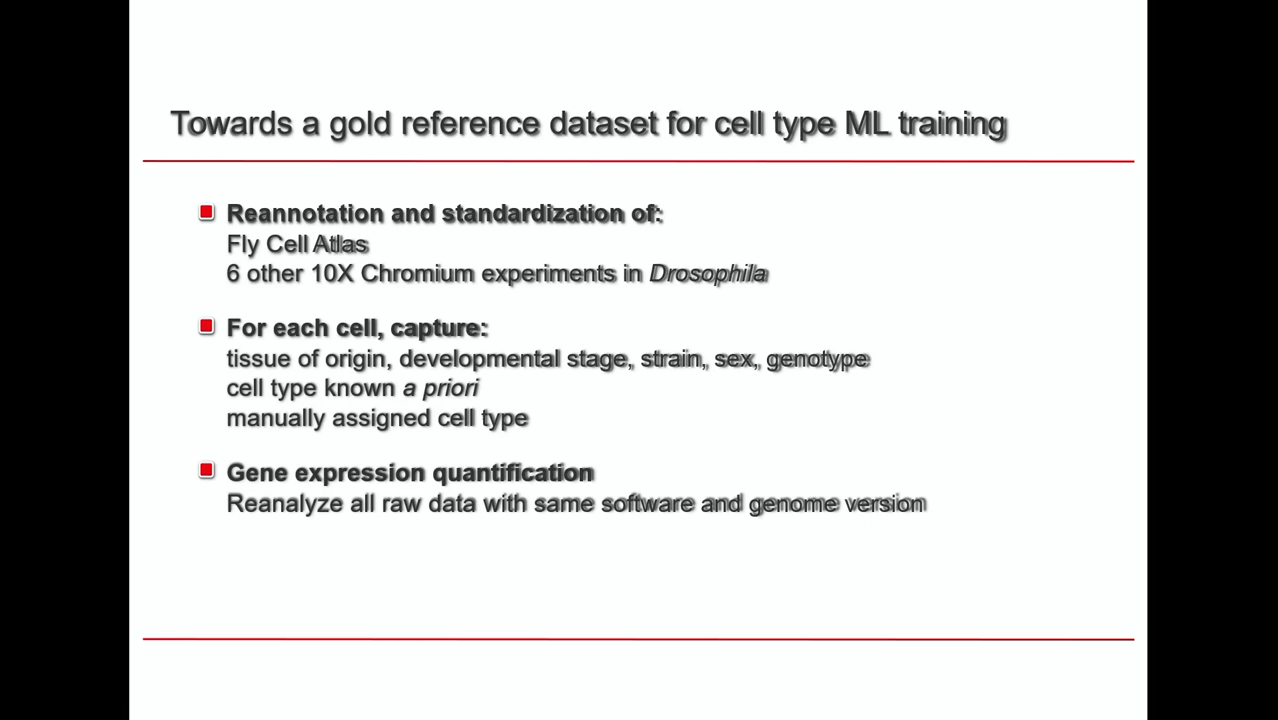 Towards a gold reference dataset for cell type ML training
Reannotation and standardization of:
Fly Cell Atlas
6 other 10X Chromium experiments in Drosophila
For each cell, capture:
tissue of origin, developmental stage, strain, sex, genotype
cell type known a priori
manually assigned cell type
Gene expression quantification
Reanalyze all raw data with same software and genome version